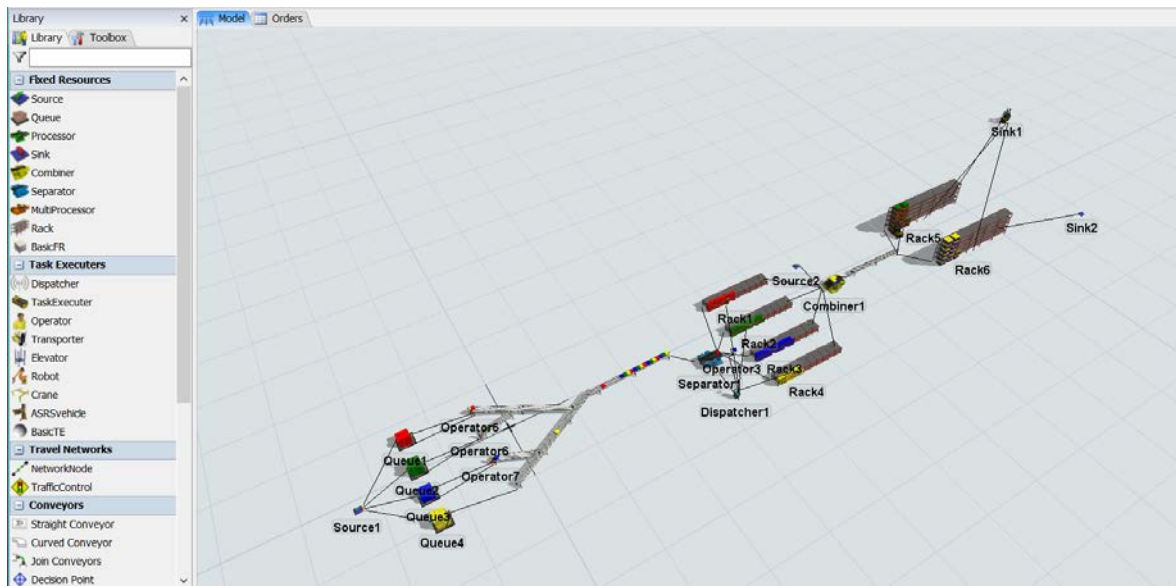 Library
Library
Toolbox
Fixed Resources
Source
Queue
Processor
Sink
Combiner
Separator
MultiProcessor
Rack
BasicFR
Task Executers
Dispatcher
TaskExecuter
Operator
Transporter
Elevator
Robot
Crane
ASRSvehicle
BasicTE
Travel Networks
NetworkNode
TrafficControl
Conveyors
Straight Conveyor
Curved Conveyor
Join Conveyors
Decision Point
Model
Orders
Sink1
Sink2
Rack5
Rack6
Source2
Combiner1
Rack1
Rack2
Operator3
Rack3
Separator1
Rack4
Dispatcher1
Operator5
Operator6
Queue1
Operator7
Queue2
Queue3
Source1
Queue4